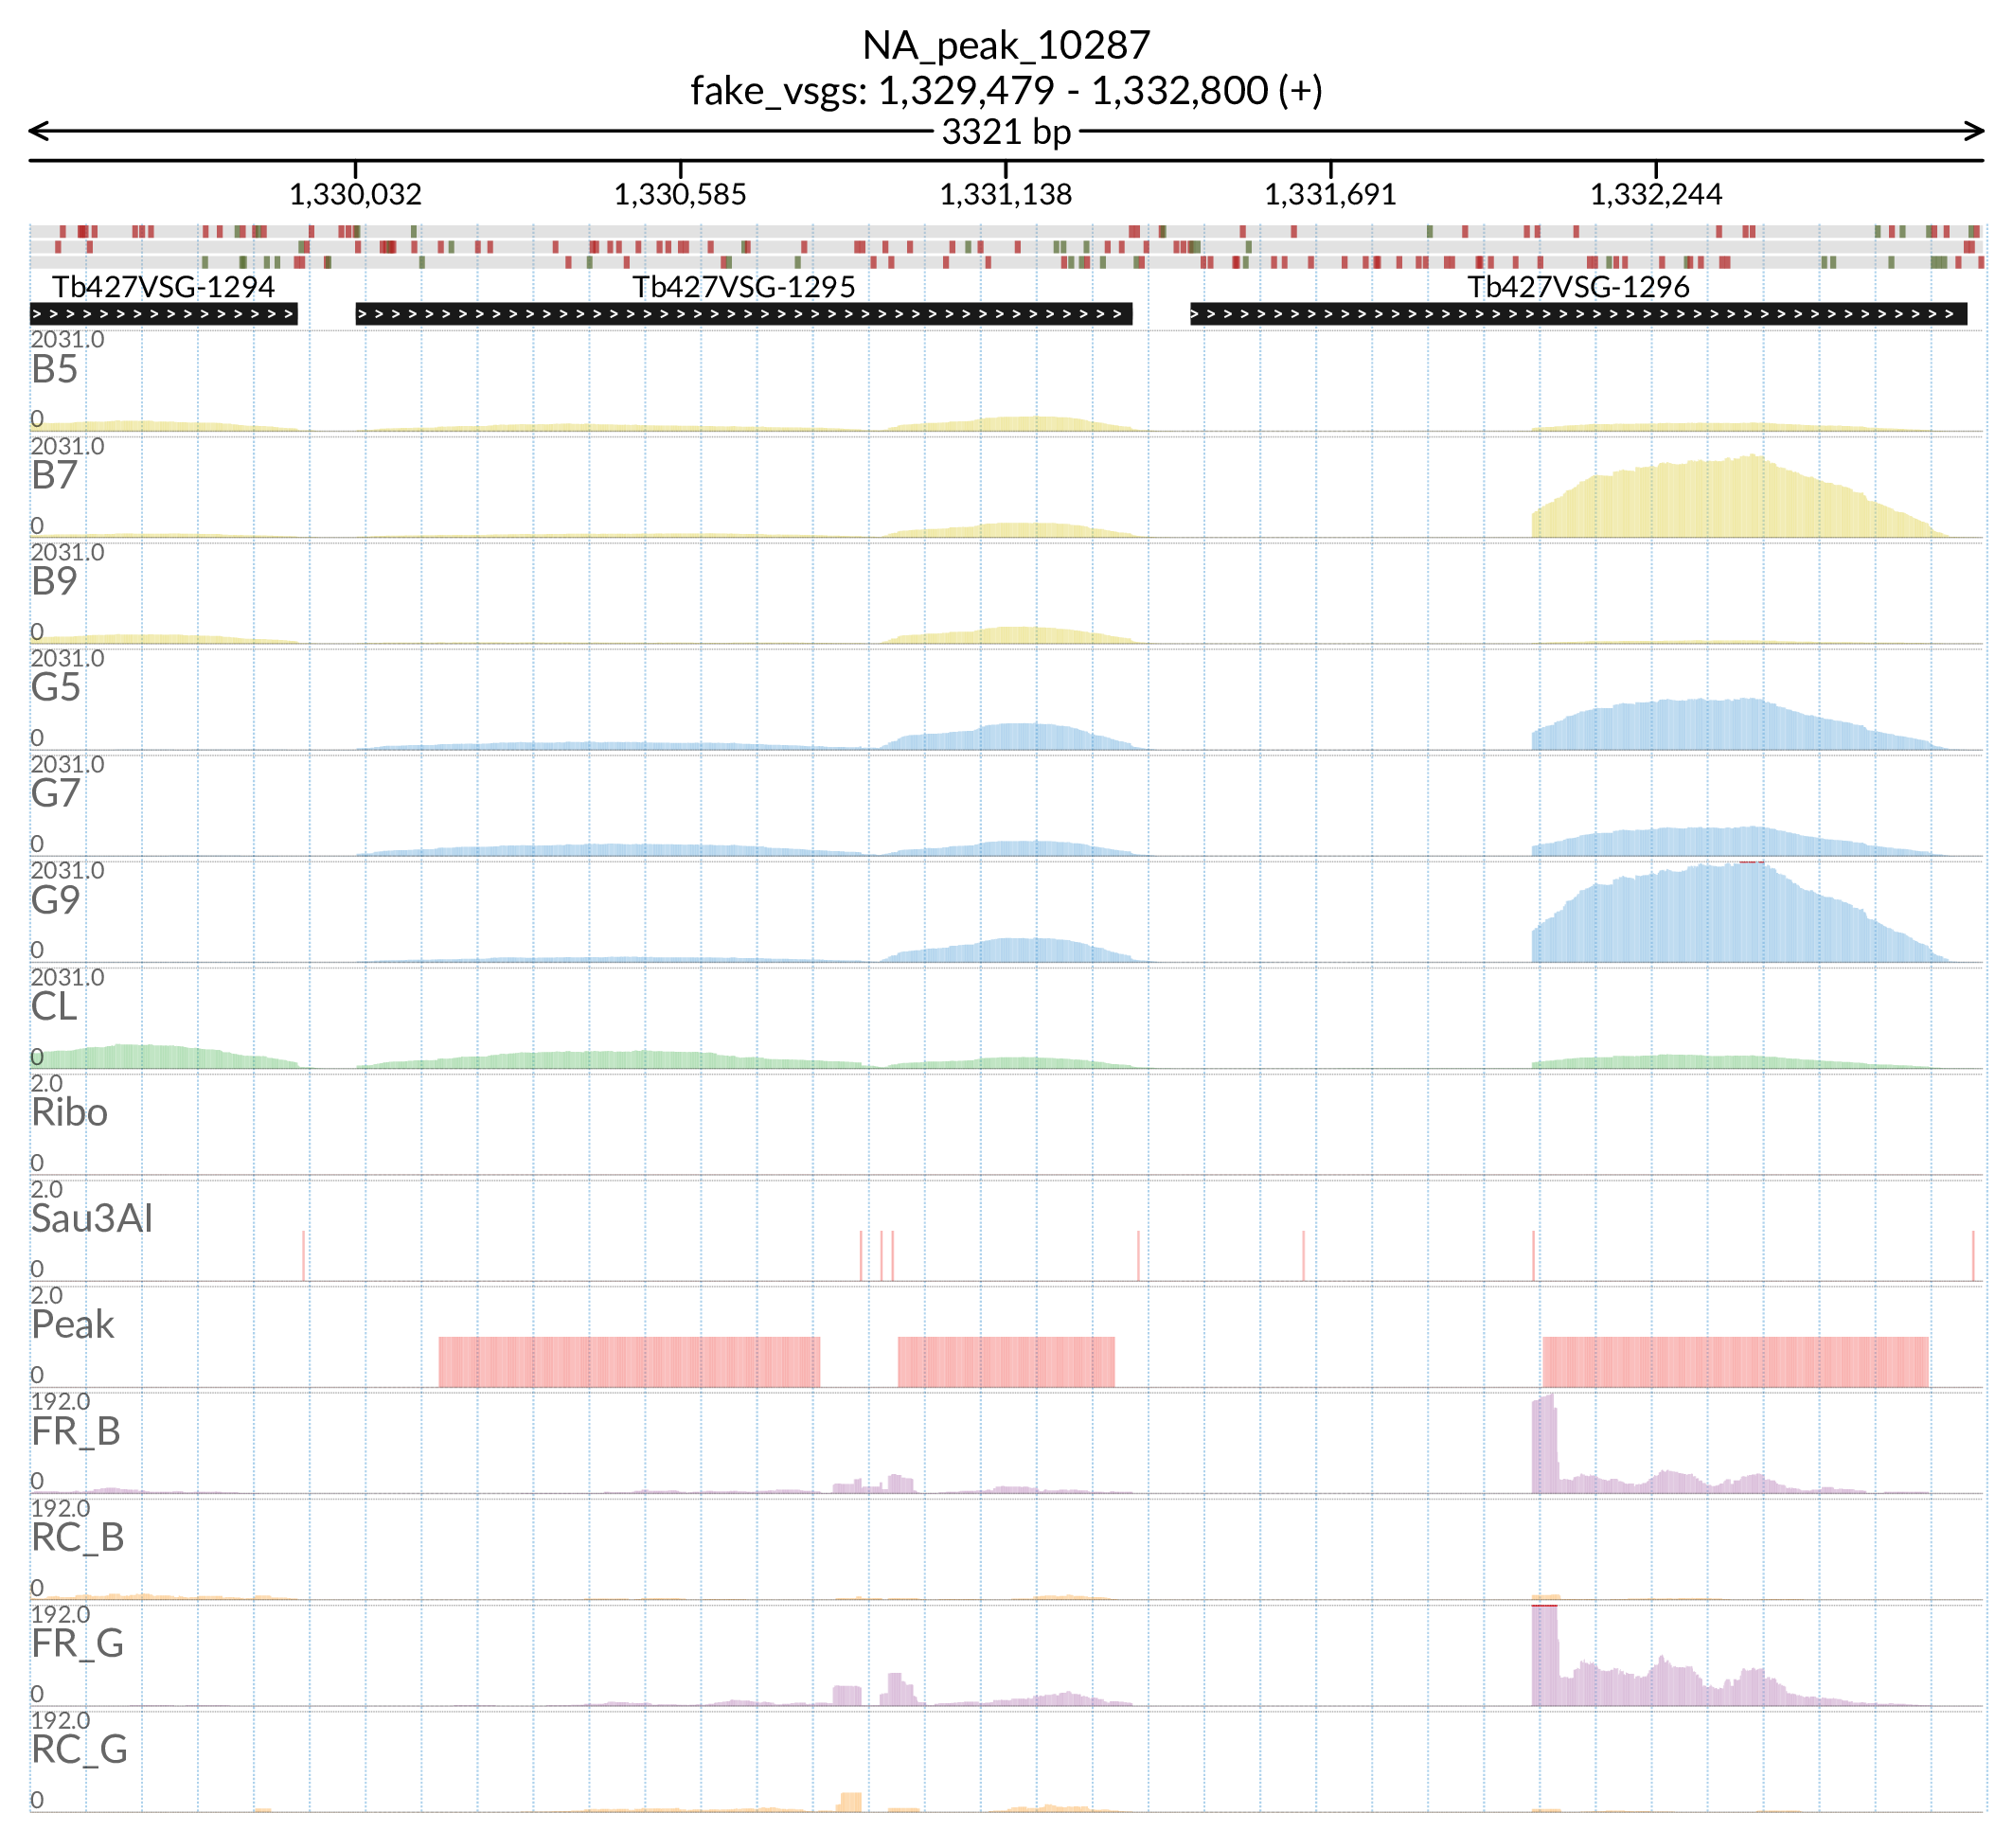 NA_peak_10287
fake_vsgs: 1,329,479 - 1,332,800 (+)
3321 bp
1,330,032 1,330,585 1,331,138 1,331,691 1,332,244
Tb427VSG-1294 Tb427VSG-1295 Tb427VSG-1296
2031.0
B5
0
2031.0
B7
0
2031.0
B9
0
2031.0
G5
0
2031.0
G7
0
2031.0
G9
0
2031.0
CL
0
2.0
Ribo
0
2.0
Sau3AI
0
2.0
Peak
0
192.0
FR_B
0
192.0
RC_B
0
192.0
FR_G
0
192.0
RC_G
0